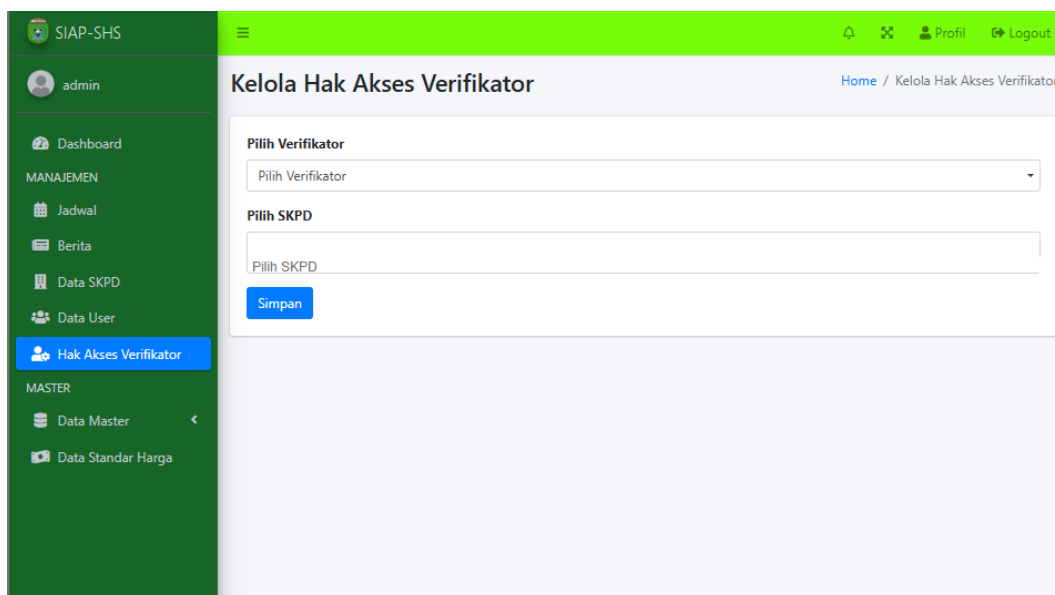 SIAP-SHS
Profil
Logout
admin
Kelola Hak Akses Verifikator
Home / Kelola Hak Akses Verifikator
Dashboard
MANAJEMEN
Jadwal
Berita
Data SKPD
Data User
Hak Akses Verifikator
MASTER
Data Master
Data Standar Harga
Pilih Verifikator
Pilih Verifikator
Pilih SKPD
Pilih SKPD
Simpan